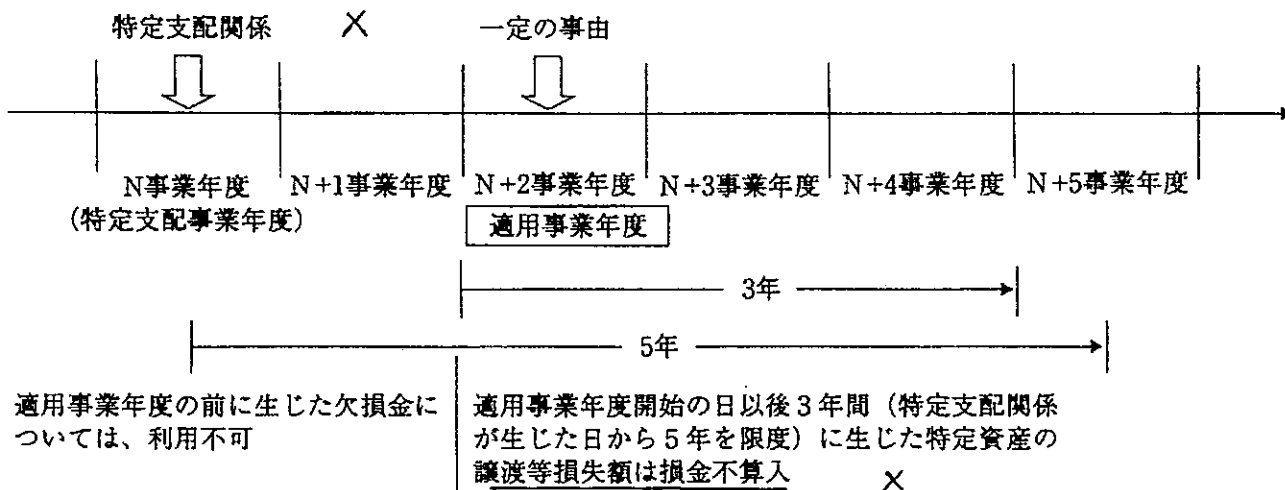 特定支配関係 × 一定の事由
N事業年度 N+1事業年度 N+2事業年度 N+3事業年度 N+4事業年度 N+5事業年度
(特定支配事業年度) 適用事業年度
3年
5年
適用事業年度の前に生じた欠損金に
ついては、利用不可
適用事業年度開始の日以後3年間(特定支配関係
が生じた日から5年を限度)に生じた特定資産の
譲渡等損失額は損金不算入
×